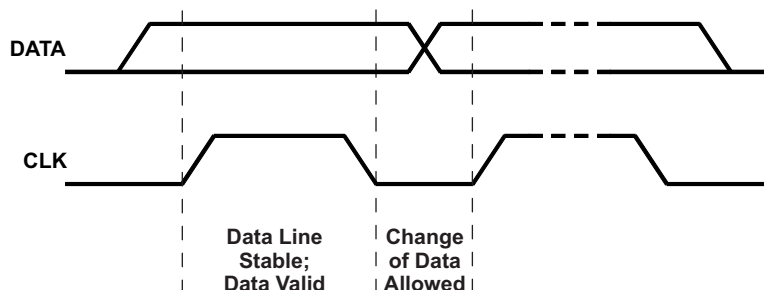 DATA
CLK
Data Line
Stable;
Data Valid
Change
of Data
Allowed